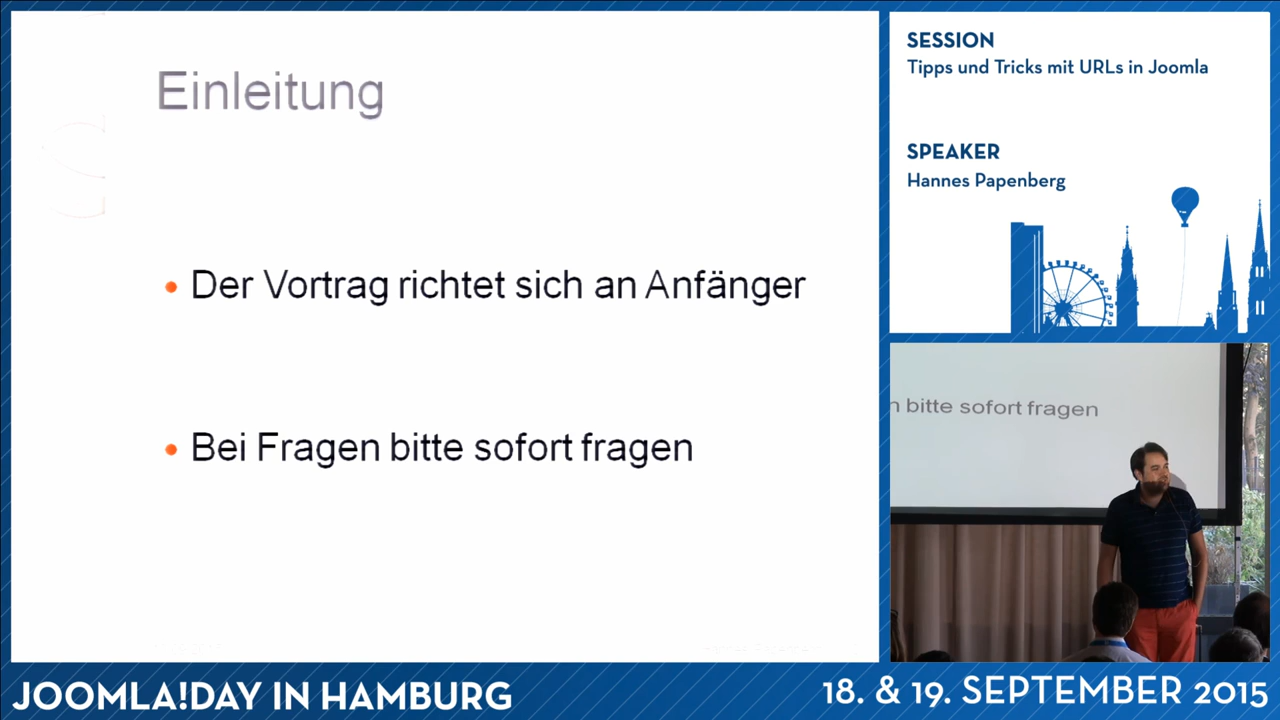 Einleitung
Der Vortrag richtet sich an Anfänger
Bei Fragen bitte sofort fragen
SESSION
Tipps und Tricks mit URLs in Joomla
SPEAKER
Hannes Papenberg
bitte sofort fragen
JOOMLA!DAY IN HAMBURG
18. & 19. SEPTEMBER 2015